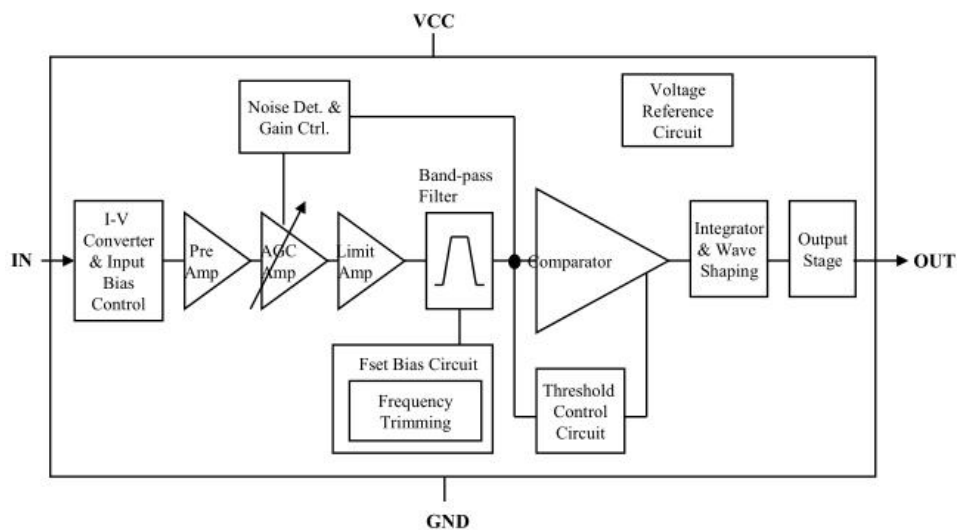 VCC
Noise Det. &
Gain Ctrl.
Voltage
Reference
Circuit
Band-pass
Filter
IN
I-V
Converter
& Input
Bias
Control
Pre
Amp
AGC
Amp
Limit
Amp
Comparator
Integrator
& Wave
Shaping
Output
Stage
OUT
Fset Bias Circuit
Frequency
Trimming
Threshold
Control
Circuit
GND